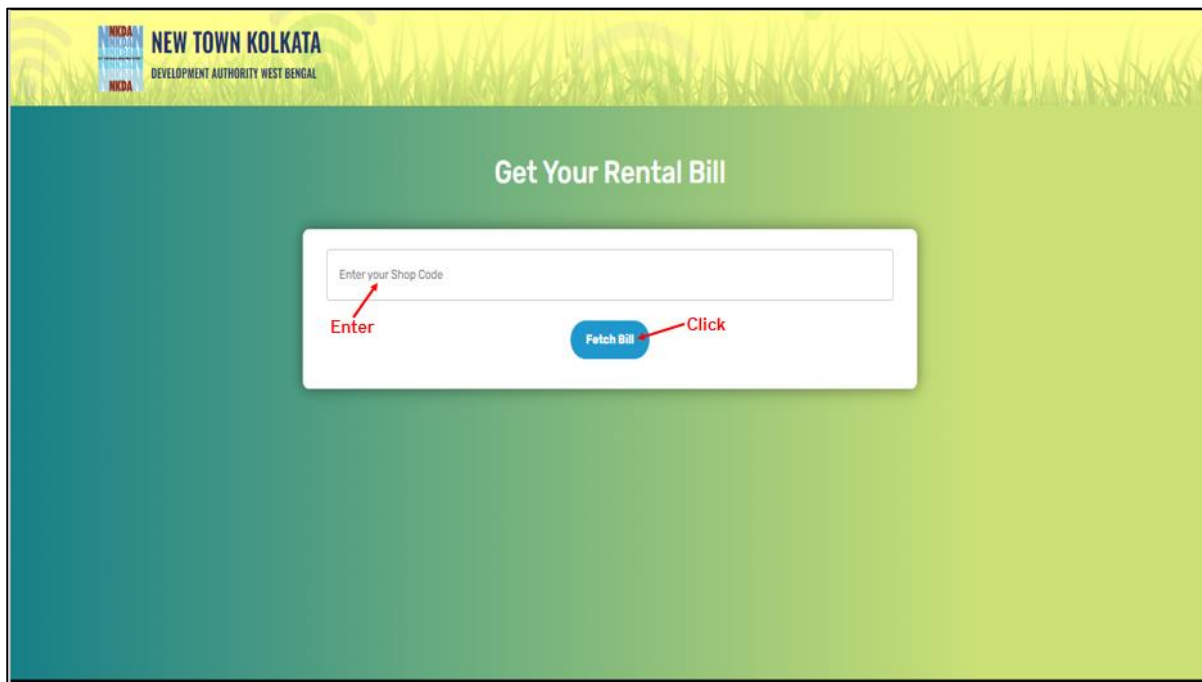 NKDA
NKDA
NEW TOWN KOLKATA
DEVELOPMENT AUTHORITY WEST BENGAL
Get Your Rental Bill
Enter your Shop Code
Enter
Fetch Bill
Click